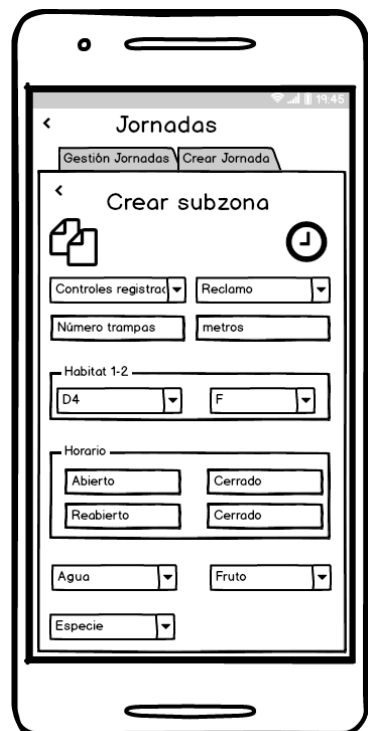 19:45
Jornadas
Gestión Jornadas Crear Jornada
Crear subzona
Controles registrac Reclamo
Número trampas metros
Habitat 1-2
D4 F
Horario
Abierto Cerrado
Reabierto Cerrado
Agua Fruto
Especie